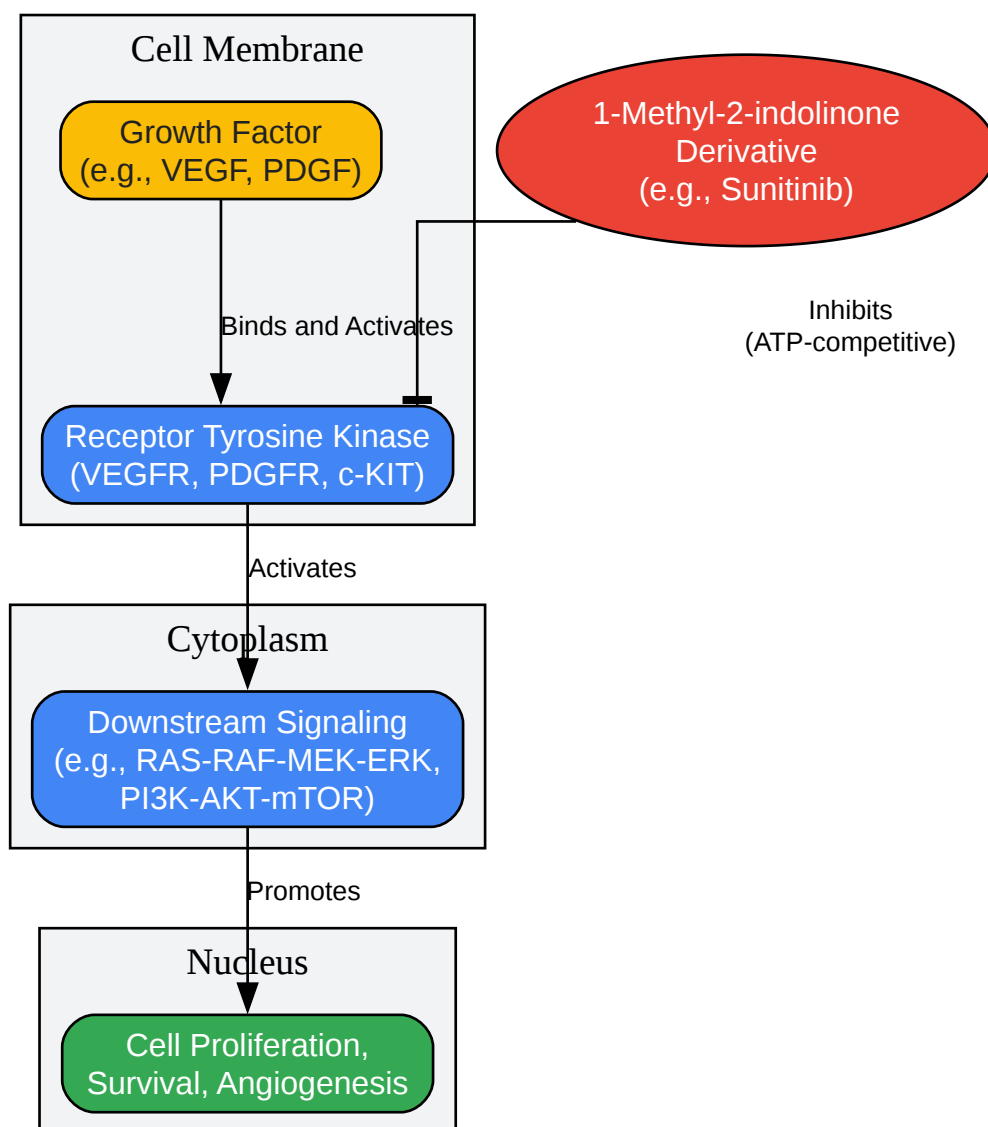 Cell Membrane
Growth Factor
(e.g., VEGF, PDGF)
1-Methyl-2-indolinone
Derivative
(e.g., Sunitinib)
Binds and Activates
Inhibits
(ATP-competitive)
Receptor Tyrosine Kinase
(VEGFR, PDGFR, c-KIT)
Activates
Cytoplasm
Downstream Signaling
(e.g., RAS-RAF-MEK-ERK,
PI3K-AKT-mTOR)
Promotes
Nucleus
Cell Proliferation,
Survival, Angiogenesis